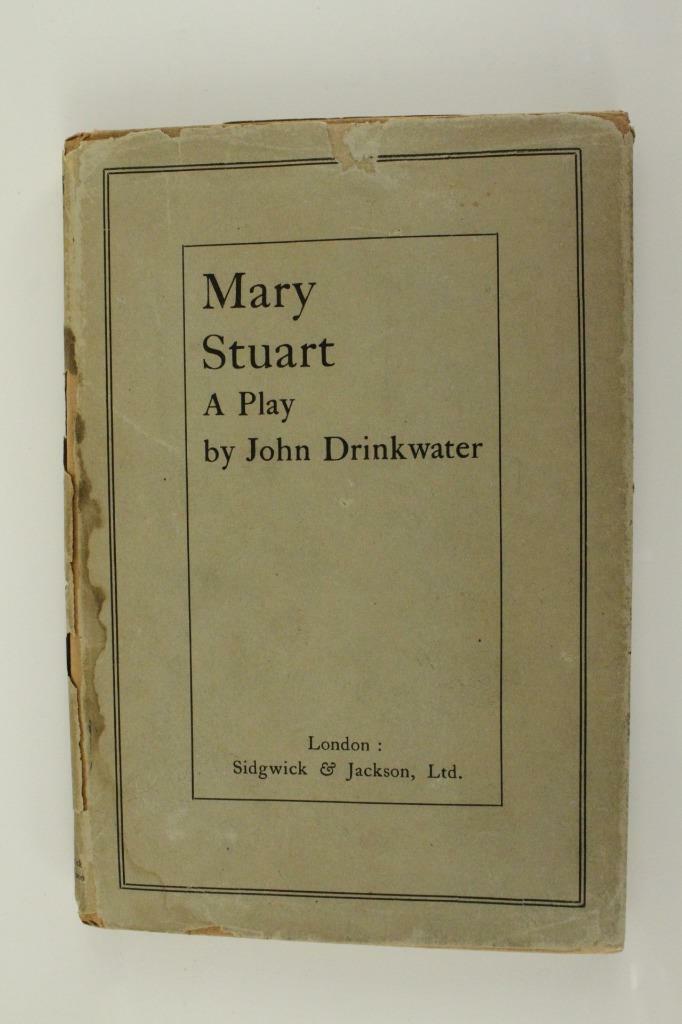 Mary
Stuart
A Play
by John Drinkwater
London :
Sidgwick & Jackson, Ltd.